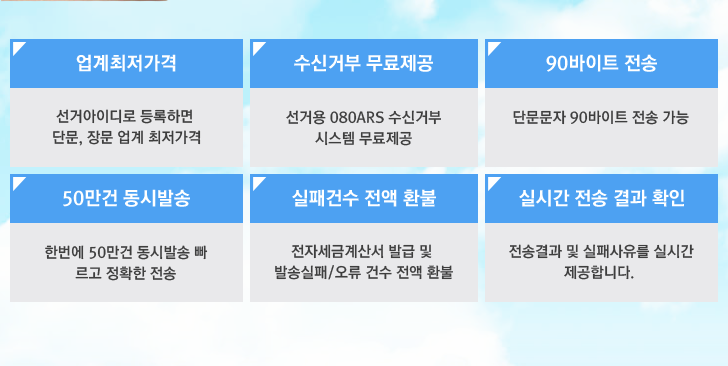 업계최저가격
선거아이디로 등록하면
단문, 장문 업계 최저가격
수신거부 무료제공
선거용 080ARS 수신거부
시스템 무료제공
90바이트 전송
단문문자 90바이트 전송 가능
50만건 동시발송
한번에 50만건 동시발송 빠
르고 정확한 전송
실패건수 전액 환불
전자세금계산서 발급 및
발송실패/오류 건수 전액 환불
실시간 전송 결과 확인
전송결과 및 실패사유를 실시간
제공합니다.